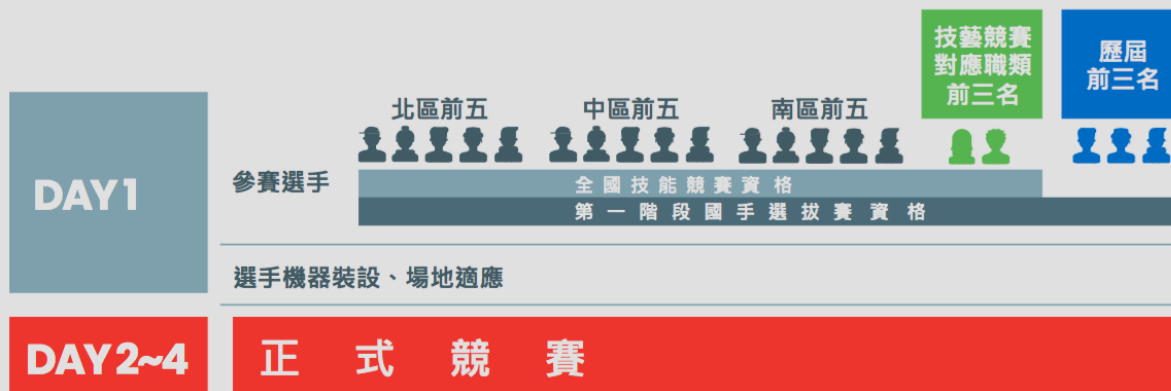 技藝競賽
對應職類
前三名
歷屆
前三名
北區前五
中區前五
南區前五
DAY1
參賽選手
全國技能競賽資格
第一階段國手選拔賽資格
選手機器裝設、場地適應
DAY2~4
正式競賽